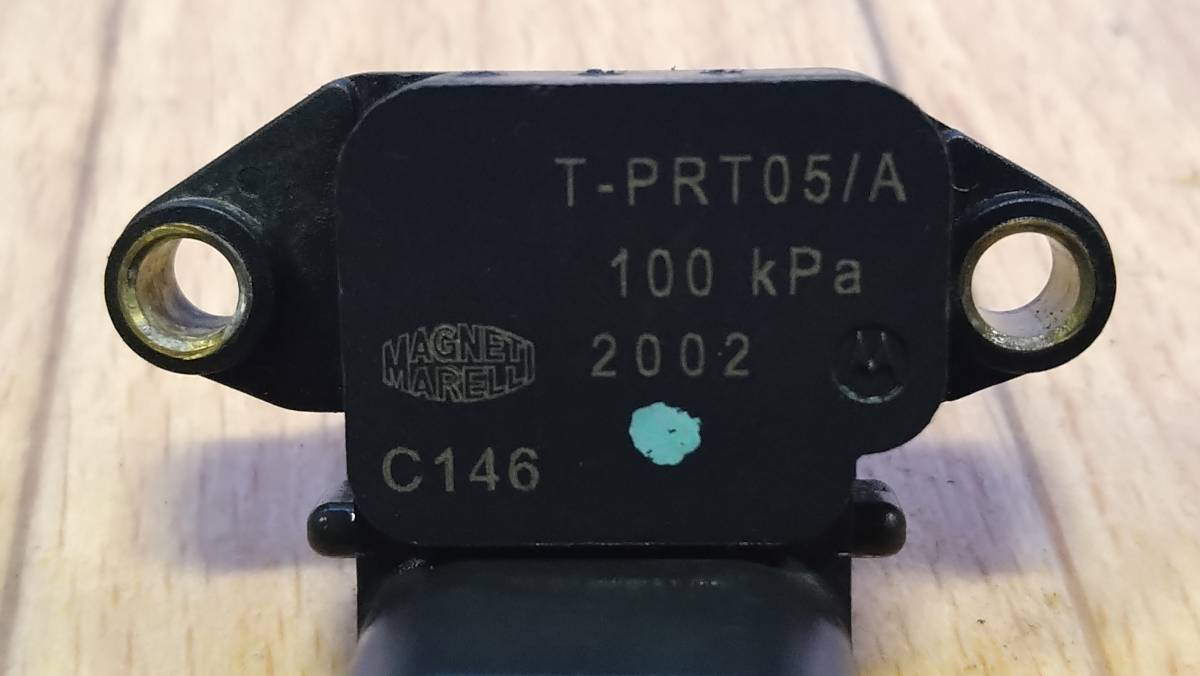 T-PRT05/A
100 kPa
2002
MAGNETI
MARELLI
C146